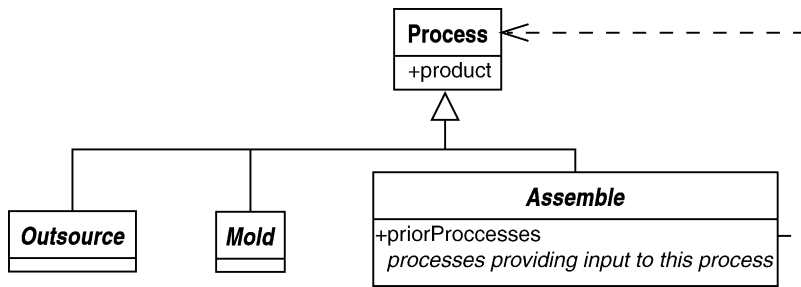 Process
+product
Outsource
Mold
Assemble
+priorProccesses
processes providing input to this process